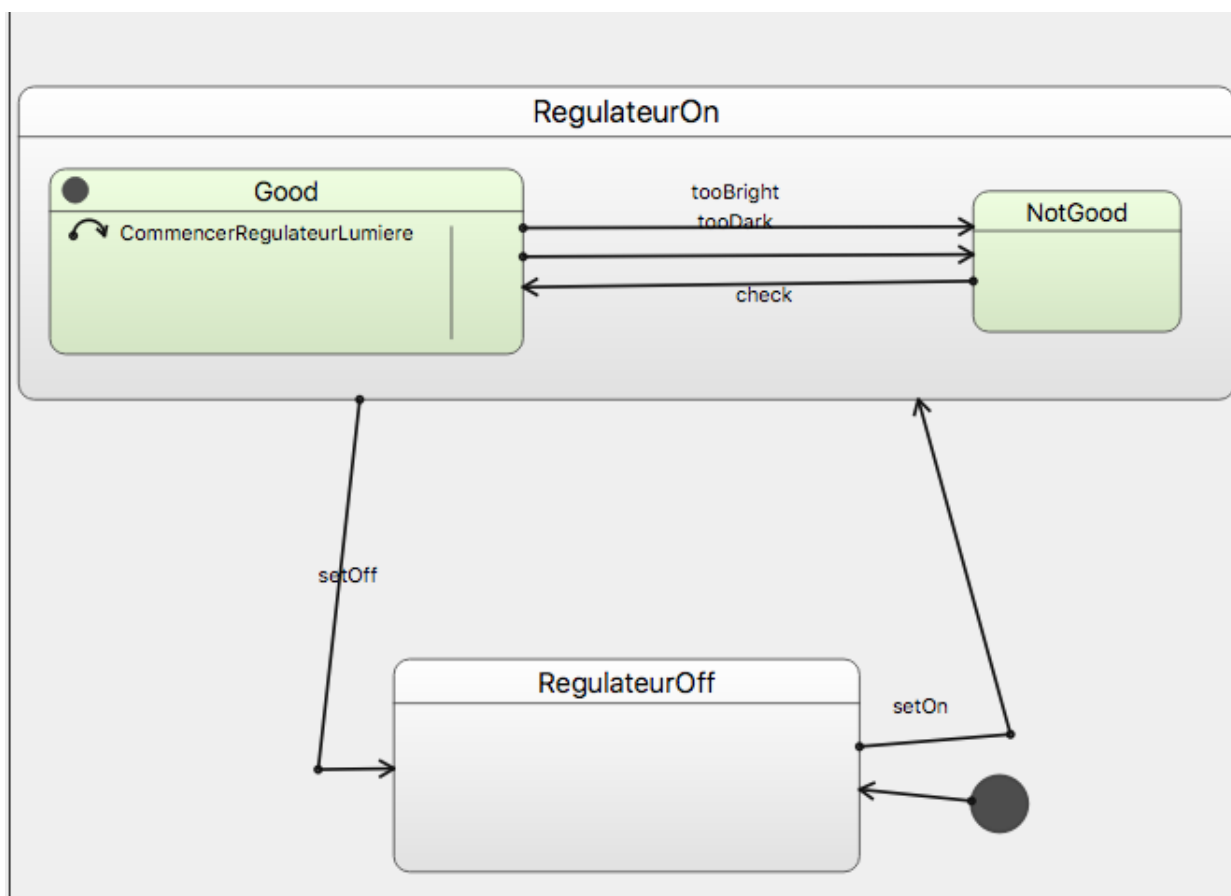 RegulateurOn
Good
CommencerRegulateurLumiere
tooBright
tooDark
check
NotGood
setOff
RegulateurOff
setOn